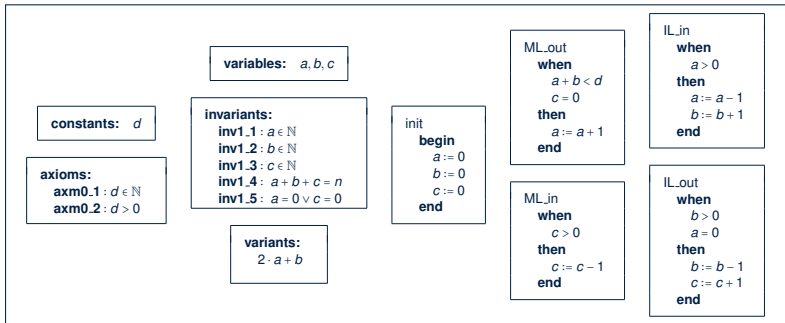 constants: d
axioms:
axm0_1 : d ∈ ℕ
axm0_2 : d > 0
variables: a, b, c
invariants:
inv1_1 : a ∈ ℕ
inv1_2 : b ∈ ℕ
inv1_3 : c ∈ ℕ
inv1_4 : a + b + c = n
inv1_5 : a = 0 ∨ c = 0
variants:
2 · a + b
init
begin
a := 0
b := 0
c := 0
end
ML_out
when
a + b < d
c = 0
then
a := a + 1
end
ML_in
when
c > 0
then
c := c − 1
end
IL_in
when
a > 0
then
a := a − 1
b := b + 1
end
IL_out
when
b > 0
a = 0
then
b := b − 1
c := c + 1
end